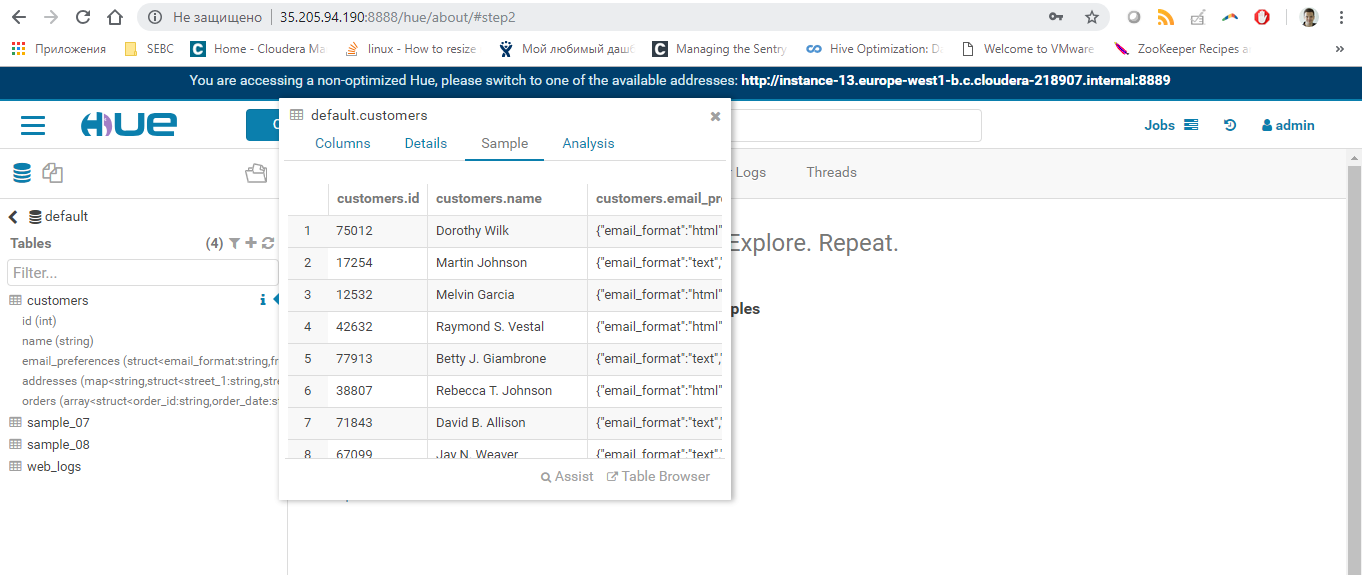 Не защищено | 35.205.94.190:8888/hue/about/#step2
Приложения SEBC Home - Cloudera Ma linux - How to resize Мой любимый дашб Managing the Sentry Hive Optimization: Da Welcome to VMware ZooKeeper Recipes a »
You are accessing a non-optimized Hue, please switch to one of the available addresses: http://instance-13.europe-west1-b.c.cloudera-218907.internal:8889
HUE
Jobs admin
default.customers
Columns Details Sample Analysis
Logs Threads
customers.id customers.name customers.email_pr
1 75012 Dorothy Wilk {"email_format":"html"
2 17254 Martin Johnson {"email_format":"text","
3 12532 Melvin Garcia {"email_format":"html"
4 42632 Raymond S. Vestal {"email_format":"html"
5 77913 Betty J. Giambrone {"email_format":"text","
6 38807 Rebecca T. Johnson {"email_format":"html"
7 71843 David B. Allison {"email_format":"text","
8 67099 Jay N. Weaver {"email_format":"text","
Assist Table Browser
default
Tables (4)
Filter...
customers
id (int)
name (string)
email_preferences (struct<email_format:string,fr
addresses (map<string,struct<street_1:string,stre
orders (array<struct<order_id:string,order_date:st
sample_07
sample_08
web_logs
Explore. Repeat.
ples